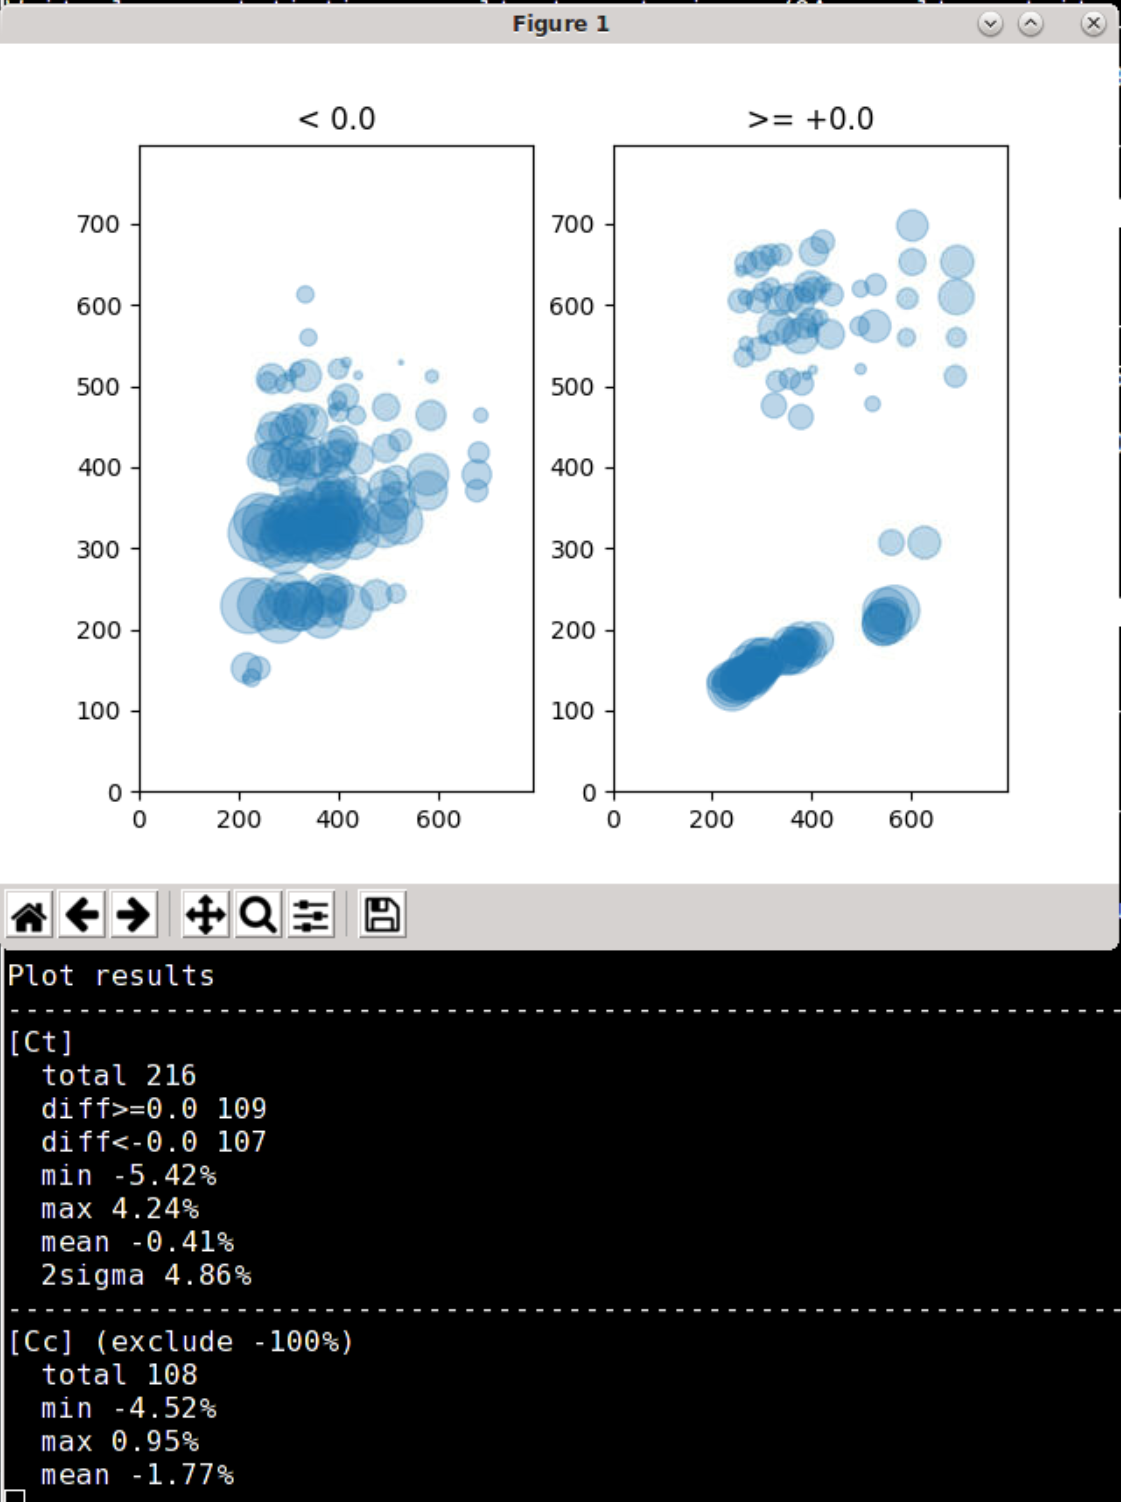 Figure 1
< 0.0
>= +0.0
700
600
500
400
300
200
100
0
0 200 400 600
700
600
500
400
300
200
100
0
0 200 400 600
Plot results
[Ct]
total 216
diff>=0.0 109
diff<-0.0 107
min -5.42%
max 4.24%
mean -0.41%
2sigma 4.86%
[Cc] (exclude -100%)
total 108
min -4.52%
max 0.95%
mean -1.77%